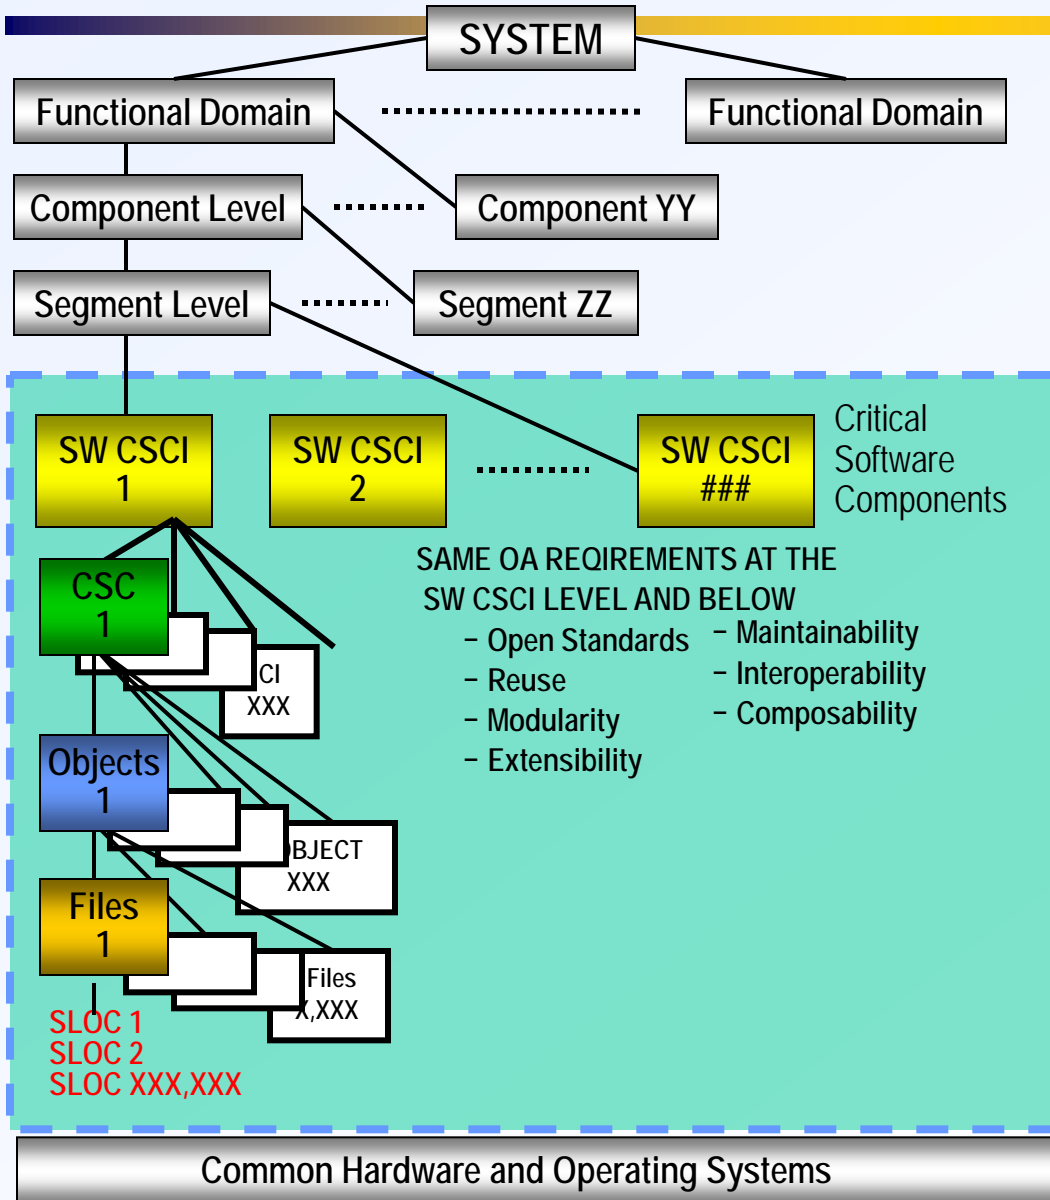 SYSTEM
Functional Domain
Functional Domain
Component Level
Component YY
Segment Level
Segment ZZ
SW CSCI
1
SW CSCI
2
SW CSCI
###
Critical
Software
Components
SAME OA REQIREMENTS AT THE
SW CSCI LEVEL AND BELOW
– Open Standards
– Reuse
– Modularity
– Extensibility
– Maintainability
– Interoperability
– Composability
CSC
1
CI
XXX
Objects
1
OBJECT
XXX
Files
1
Files
X,XXX
SLOC 1
SLOC 2
SLOC XXX,XXX
Common Hardware and Operating Systems